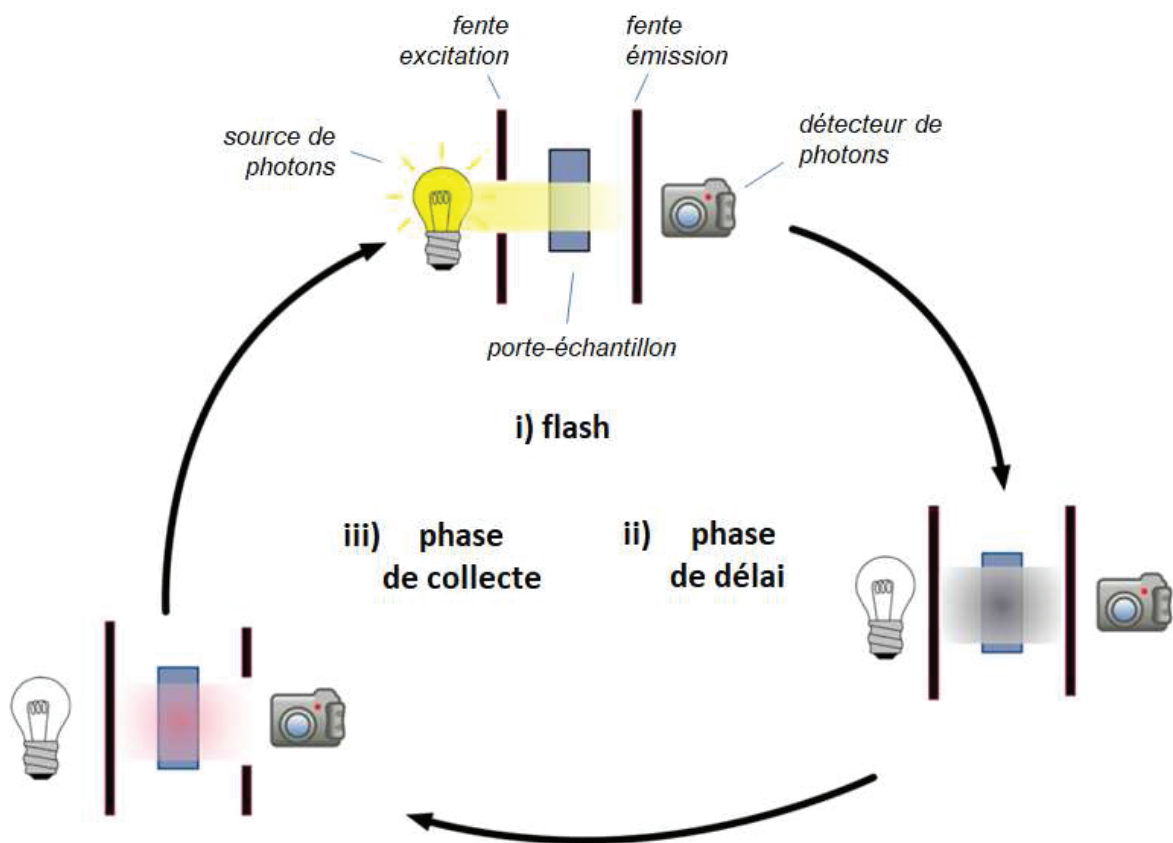 fente
excitation
fente
émission
source de
photons
détecteur de
photons
porte-échantillon
i) flash
iii) phase
de collecte
ii) phase
de délai